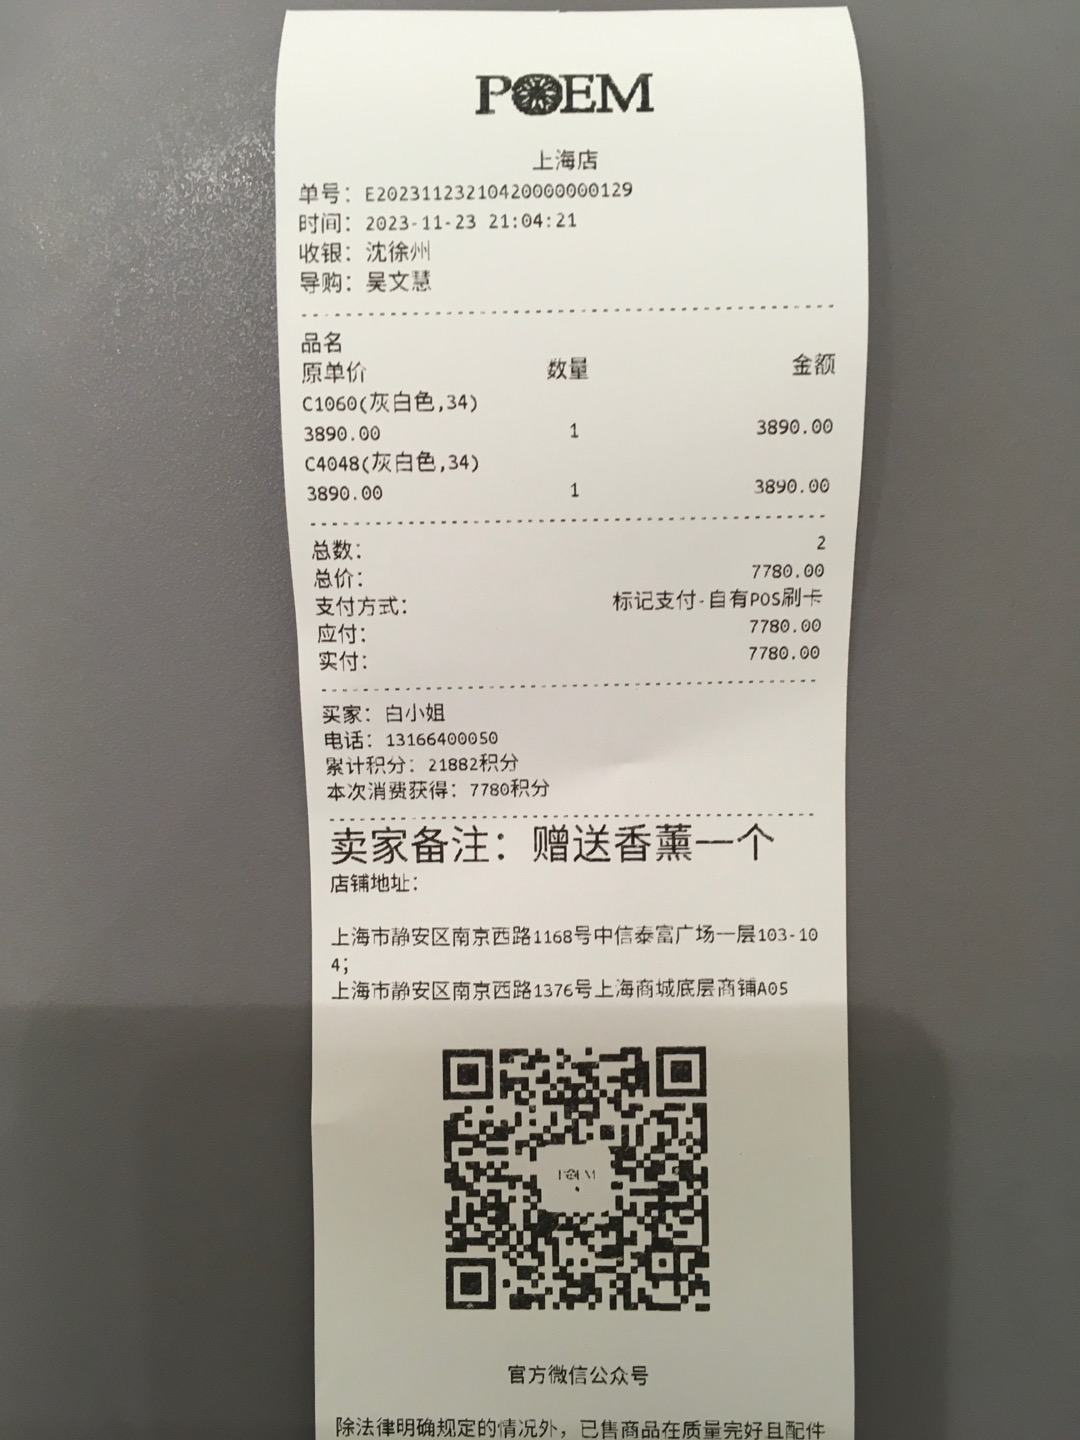 POEM
上海店
单号：E20231123210420000000129
时间：2023-11-23 21:04:21
收银：沈徐州
导购：吴文慧
品名
原单价 数量 金额
C1060(灰白色,34)
3890.00 1 3890.00
C4048(灰白色,34)
3890.00 1 3890.00
总数： 2
总价： 7780.00
支付方式： 标记支付-自有POS刷卡
应付： 7780.00
实付： 7780.00
买家：白小姐
电话：13166400050
累计积分：21882积分
本次消费获得：7780积分
卖家备注：赠送香薰一个
店铺地址：
上海市静安区南京西路1168号中信泰富广场一层103-10
4；
上海市静安区南京西路1376号上海商城底层商铺A05
POEM
官方微信公众号
除法律明确规定的情况外，已售商品在质量完好且配件